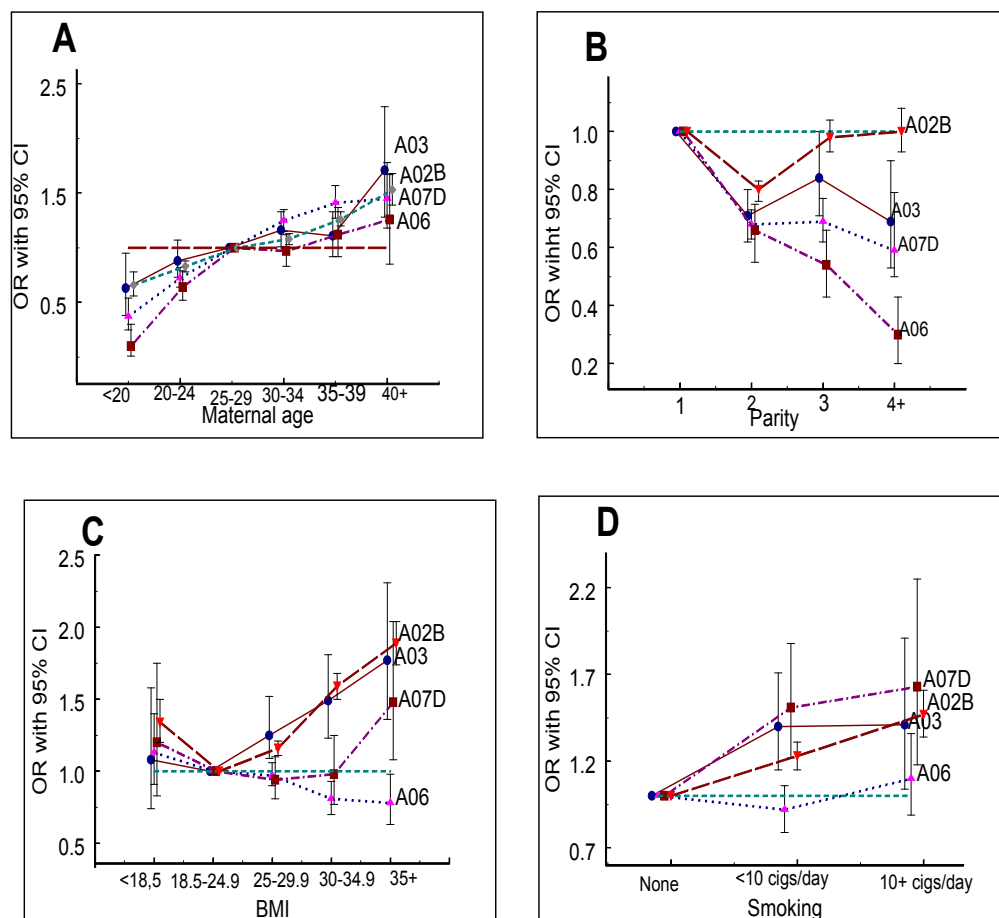 A
OR with 95% CI
2.5
1.5
0.5
A03
A02B
A07D
A06
<20
20-24
25-29
30-34
35-39
40+
Maternal age
B
OR wihht 95% CI
1.0
0.8
0.6
0.4
0.2
A02B
A03
A07D
A06
1
2
3
4+
Parity
C
OR with 95% CI
2.5
2.0
1.5
1.0
0.5
A02B
A03
A07D
A06
<18,5
18.5-24.9
25-29.9
30-34.9
35+
BMI
D
OR with 95% CI
2.2
1.7
1.2
0.7
A07D
A02B
A03
A06
None
<10 cigs/day
10+ cigs/day
Smoking